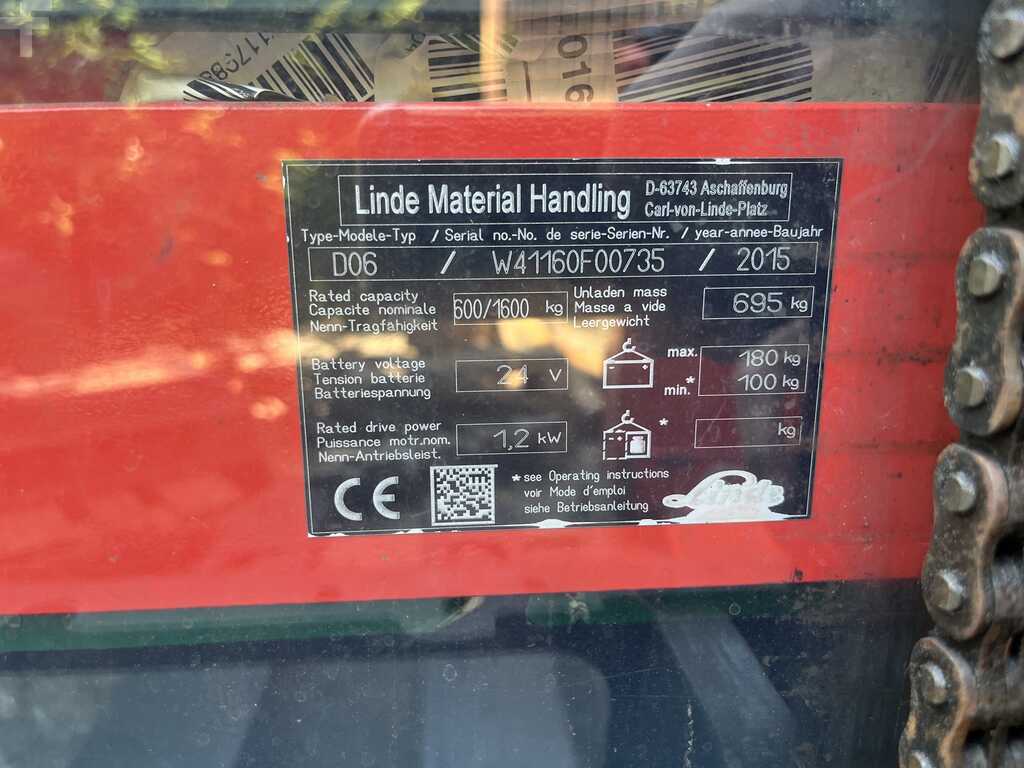 016
Linde Material Handling
D-63743 Aschaffenburg
Carl-von-Linde-Platz
Type-Modele-Typ / Serial no.-No. de serie-Serien-Nr. / year-annee-Baujahr
D06 / W41160F00735 / 2015
Rated capacity
Capacite nominale
Nenn-Tragfähigkeit
600/1600 kg
Unladen mass
Masse a vide
Leergewicht
695 kg
Battery voltage
Tension batterie
Batteriespannung
24 V
max. 180 kg
min.* 100 kg
Rated drive power
Puissance motr.nom.
Nenn-Antriebsleist.
1,2 kW
* kg
CE
*see Operating instructions
voir Mode d'emploi
siehe Betriebsanleitung
Linde